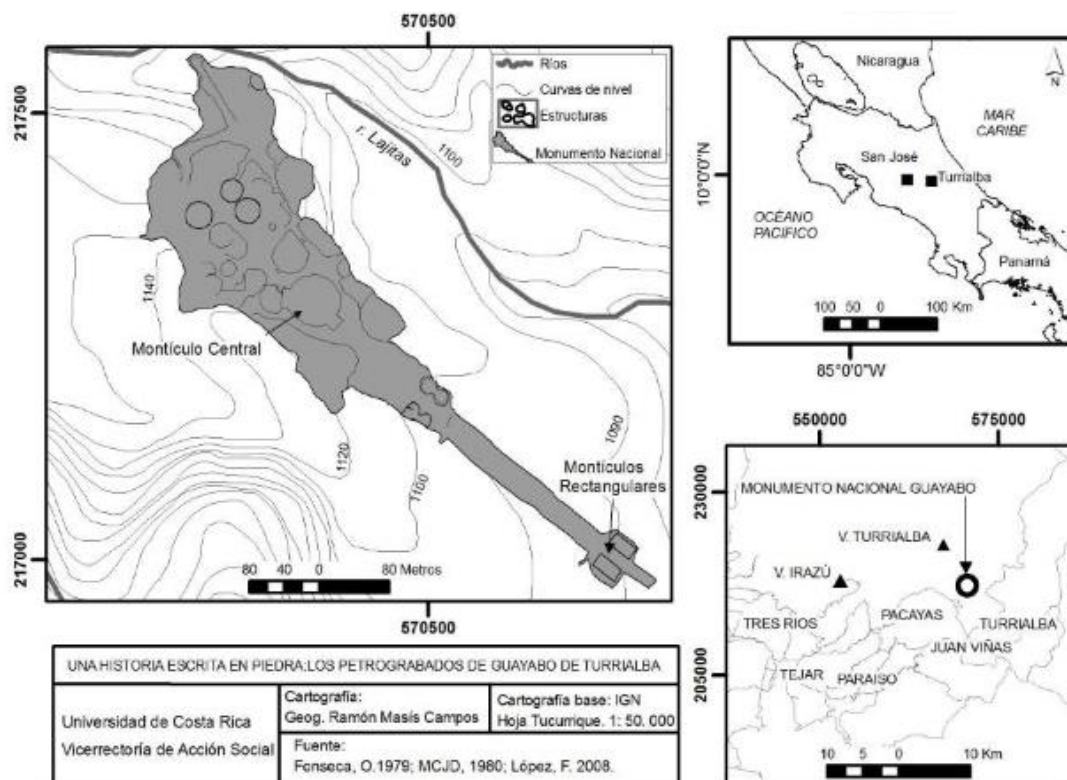 570500
217500
Ríos
Curvas de nivel
Estructuras
Monumento Nacional
r. Lajitas
1100
1140
Montículo Central
1120
1100
1090
Montículos
Rectangulares
217000
80 40 0 80 Metros
570500
Nicaragua
N
MAR
CARIBE
San José
Turrialba
10°0'0"N
OCÉANO
PACIFICO
Panamá
100 50 0 100 Km
85°0'0"W
550000 575000
230000
MONUMENTO NACIONAL GUAYABO
V. TURRIALBA
V. IRAZÚ
PACAYAS
TRES RIOS
TURRIALBA
JUAN VIÑAS
TEJAR
PARAISO
205000
10 5 0 10 Km
UNA HISTORIA ESCRITA EN PIEDRA:LOS PETROGRABADOS DE GUAYABO DE TURRIALBA
Universidad de Costa Rica
Vicerrectoría de Acción Social
Cartografía:
Geog. Ramón Masís Campos
Cartografía base: IGN
Hoja Tucurrique. 1: 50. 000
Fuente:
Fonseca, O.1979; MCJD, 1980; López, F. 2008.